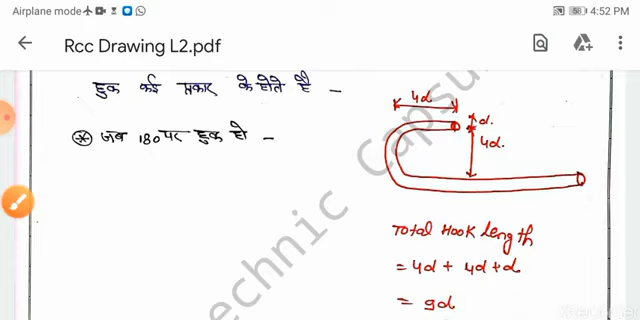 Airplane mode 58 4:52 PM
Rcc Drawing L2.pdf
हुक कई प्रकार के होते है -
* जब 180 पर हुक हो -
4d
d.
4d.
Total Hook Length
= 4d + 4d + d
= 9d
echnic Capsu